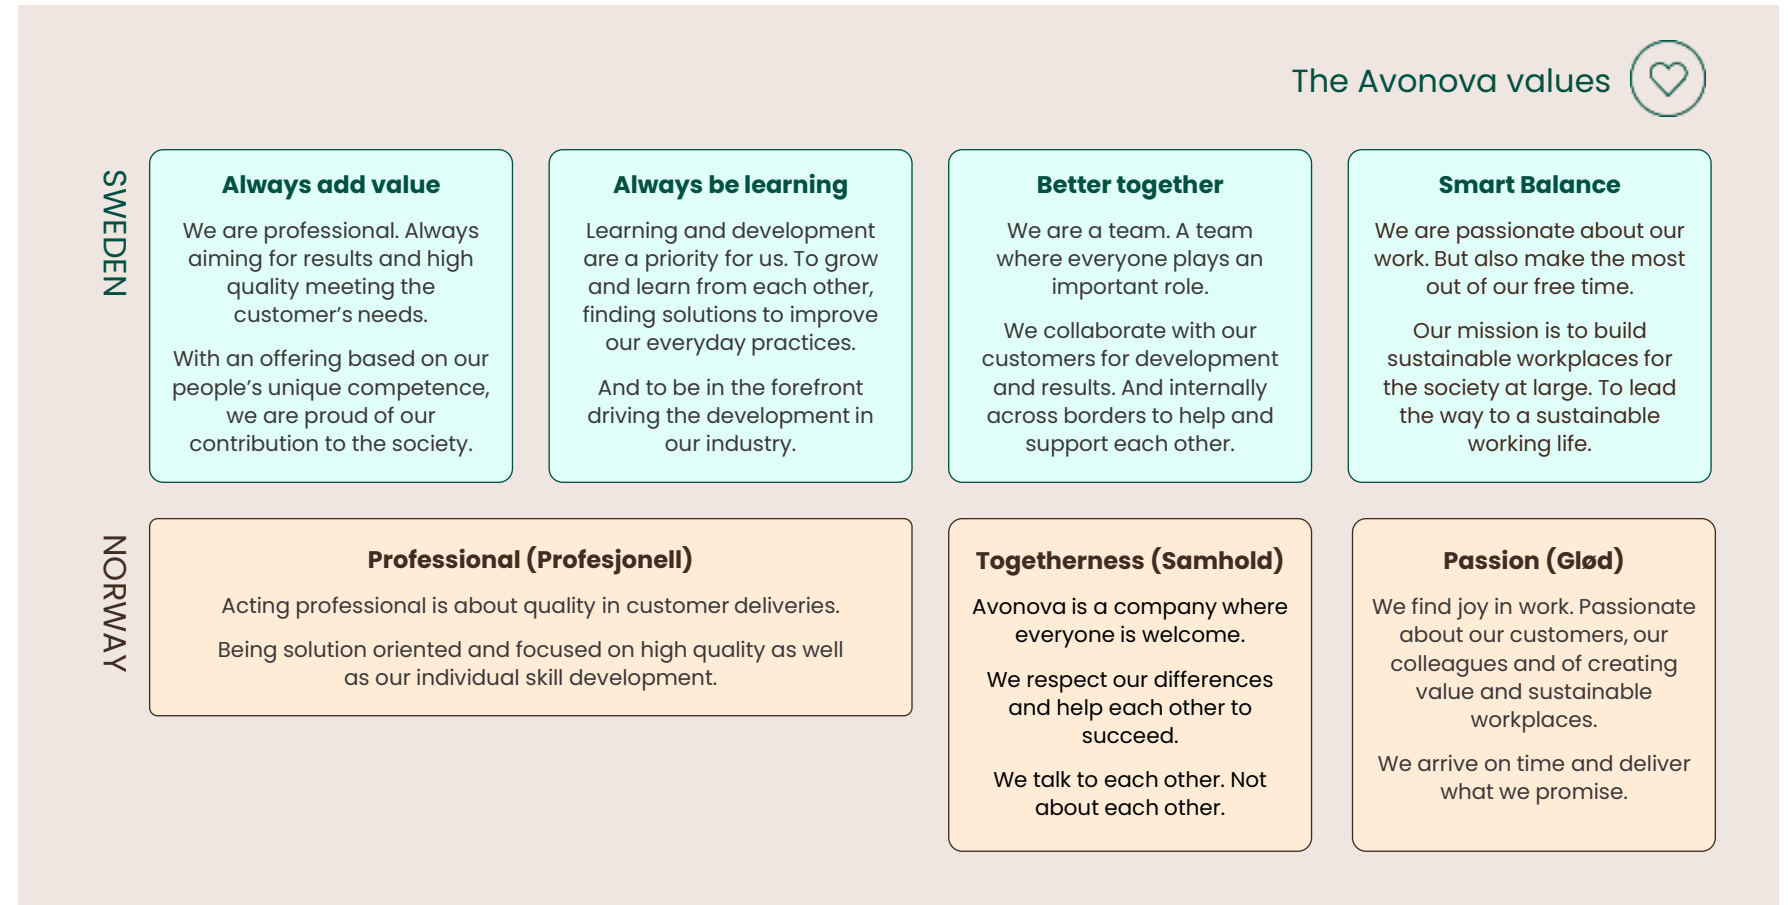 The Avonova values
SWEDEN
Always add value
We are professional. Always
aiming for results and high
quality meeting the
customer’s needs.
With an offering based on our
people’s unique competence,
we are proud of our
contribution to the society.
Always be learning
Learning and development
are a priority for us. To grow
and learn from each other,
finding solutions to improve
our everyday practices.
And to be in the forefront
driving the development in
our industry.
Better together
We are a team. A team
where everyone plays an
important role.
We collaborate with our
customers for development
and results. And internally
across borders to help and
support each other.
Smart Balance
We are passionate about our
work. But also make the most
out of our free time.
Our mission is to build
sustainable workplaces for
the society at large. To lead
the way to a sustainable
working life.
NORWAY
Professional (Profesjonell)
Acting professional is about quality in customer deliveries.
Being solution oriented and focused on high quality as well
as our individual skill development.
Togetherness (Samhold)
Avonova is a company where
everyone is welcome.
We respect our differences
and help each other to
succeed.
We talk to each other. Not
about each other.
Passion (Glød)
We find joy in work. Passionate
about our customers, our
colleagues and of creating
value and sustainable
workplaces.
We arrive on time and deliver
what we promise.